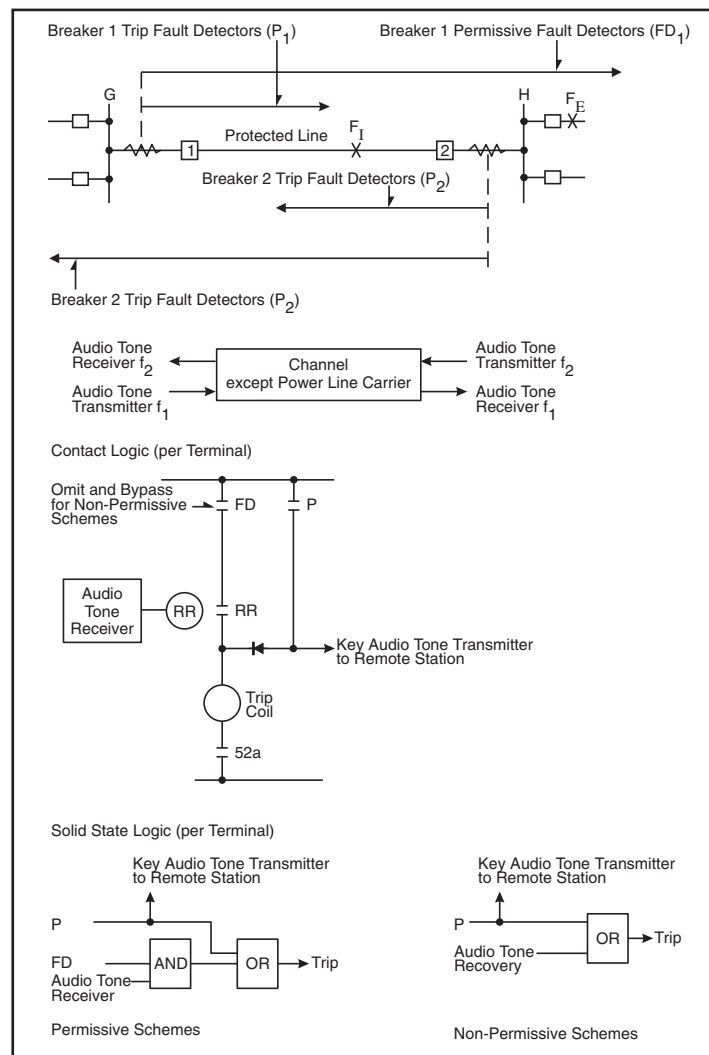 Breaker 1 Trip Fault Detectors (P1)
Breaker 1 Permissive Fault Detectors (FD1)
G
H
FE
FI
Protected Line
1
2
Breaker 2 Trip Fault Detectors (P2)
Breaker 2 Trip Fault Detectors (P2)
Audio Tone
Receiver f2
Audio Tone
Transmitter f1
Channel
except Power Line Carrier
Audio Tone
Transmitter f2
Audio Tone
Receiver f1
Contact Logic (per Terminal)
Omit and Bypass
for Non-Permissive
Schemes
FD
P
Audio
Tone
Receiver
RR
RR
Key Audio Tone Transmitter
to Remote Station
Trip
Coil
52a
Solid State Logic (per Terminal)
Key Audio Tone Transmitter
to Remote Station
P
FD
Audio Tone
Receiver
AND
OR
Trip
Permissive Schemes
Key Audio Tone Transmitter
to Remote Station
P
Audio Tone
Recovery
OR
Trip
Non-Permissive Schemes